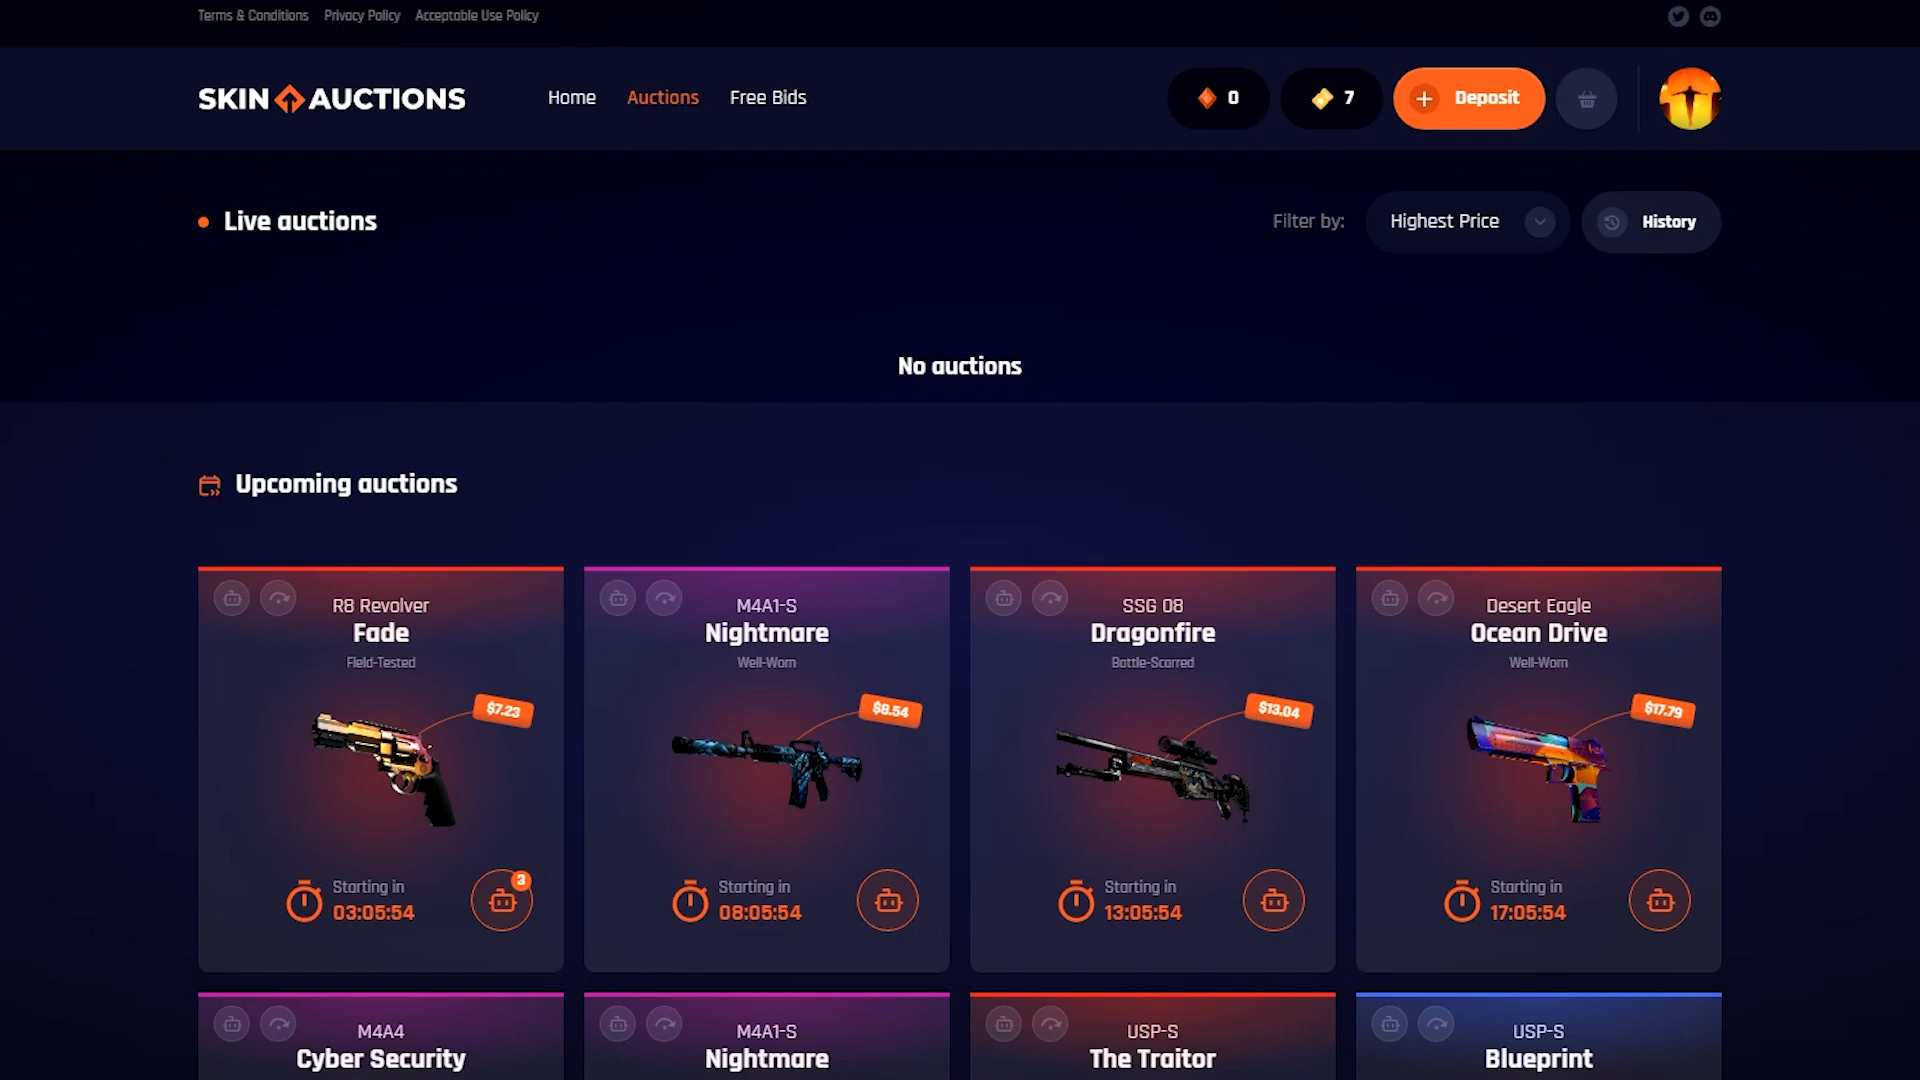 Terms & Conditions Privacy Policy Acceptable Use Policy
SKIN AUCTIONS
Home Auctions Free Bids
0
7
Deposit
Live auctions
Filter by: Highest Price
History
No auctions
Upcoming auctions
R8 Revolver
Fade
Field-Tested
$7.23
Starting in
03:05:54
3
M4A1-S
Nightmare
Well-Worn
$8.54
Starting in
08:05:54
SSG 08
Dragonfire
Battle-Scarred
$13.04
Starting in
13:05:54
Desert Eagle
Ocean Drive
Well-Worn
$17.79
Starting in
17:05:54
M4A4
Cyber Security
M4A1-S
Nightmare
USP-S
The Traitor
USP-S
Blueprint